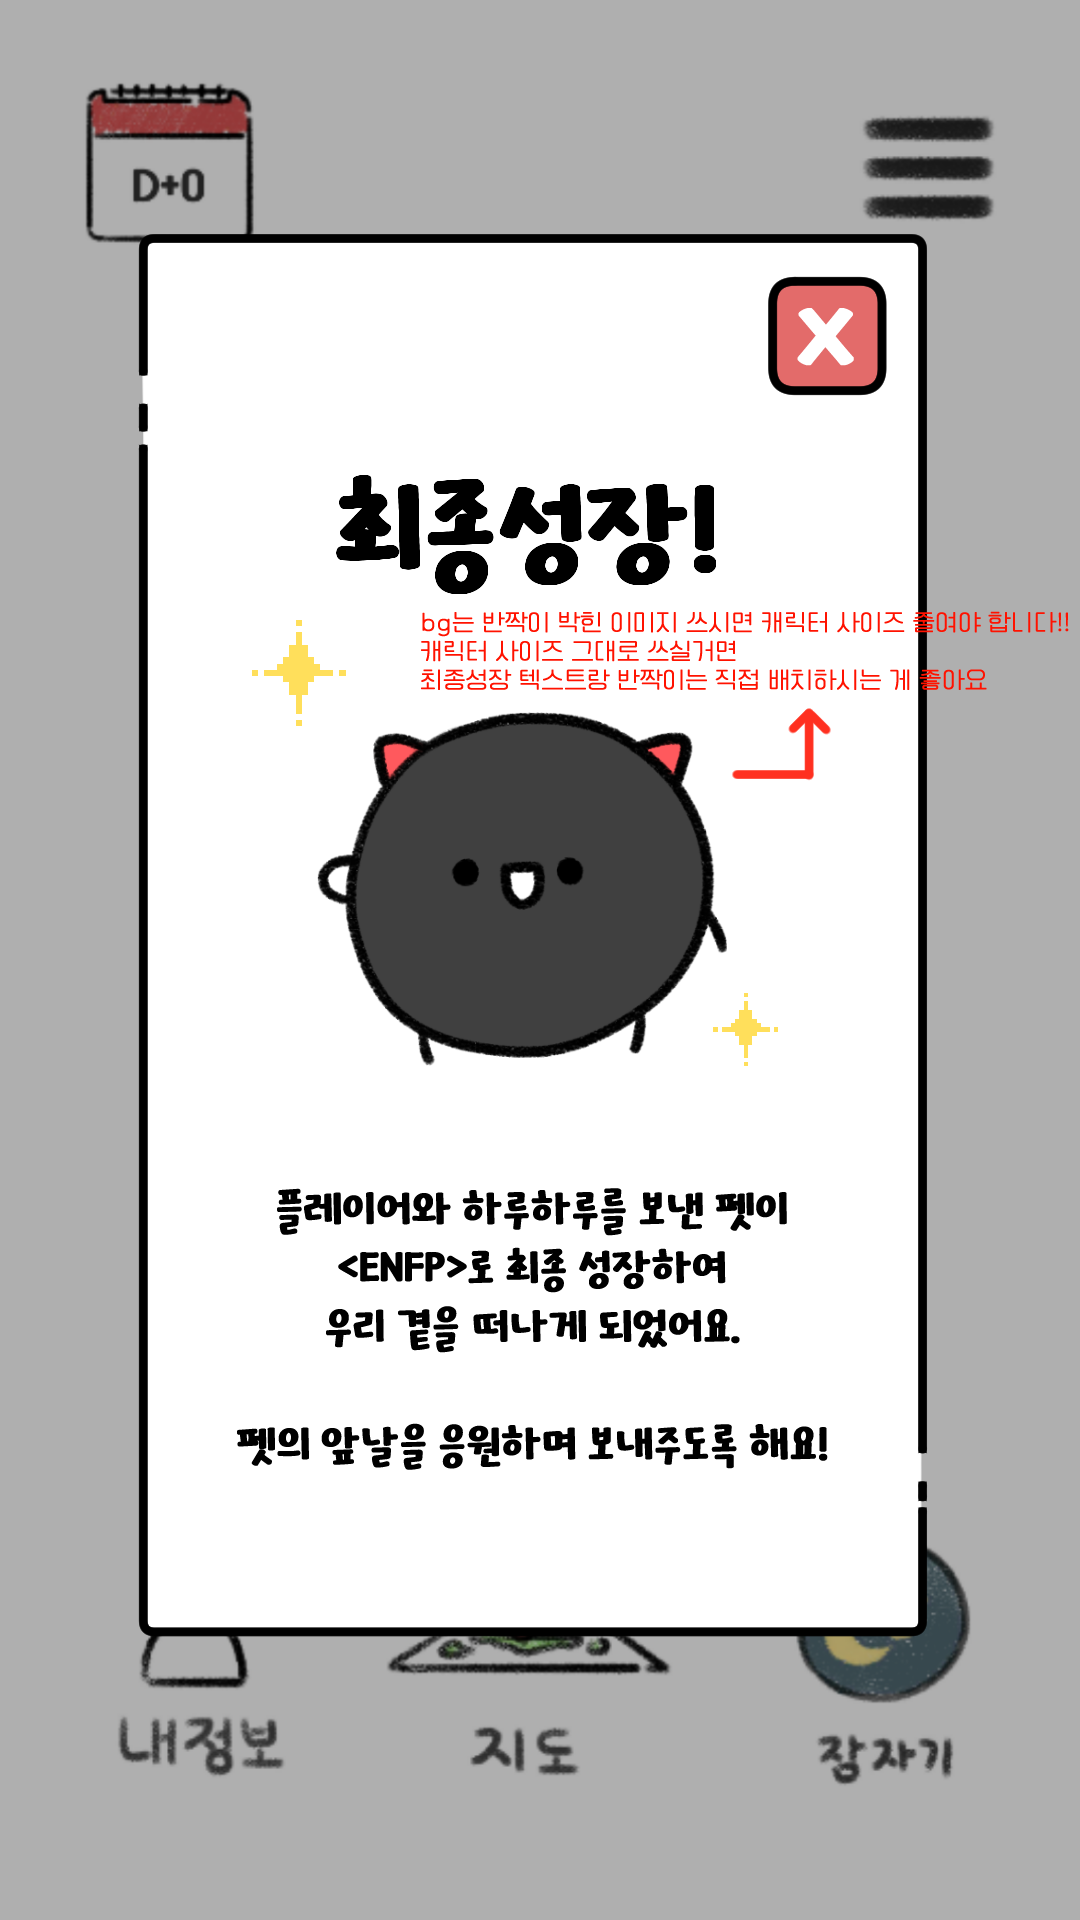 D+0
X
최종성장!
bg는 반짝이 박힌 이미지 쓰시면 캐릭터 사이즈 줄여야 합니다!!
캐릭터 사이즈 그대로 쓰실거면
최종성장 텍스트랑 반짝이는 직접 배치하시는 게 좋아요
플레이어와 하루하루를 보낸 펫이
<ENFP>로 최종 성장하여
우리 곁을 떠나게 되었어요.
펫의 앞날을 응원하며 보내주도록 해요!
내정보
지도
잠자기